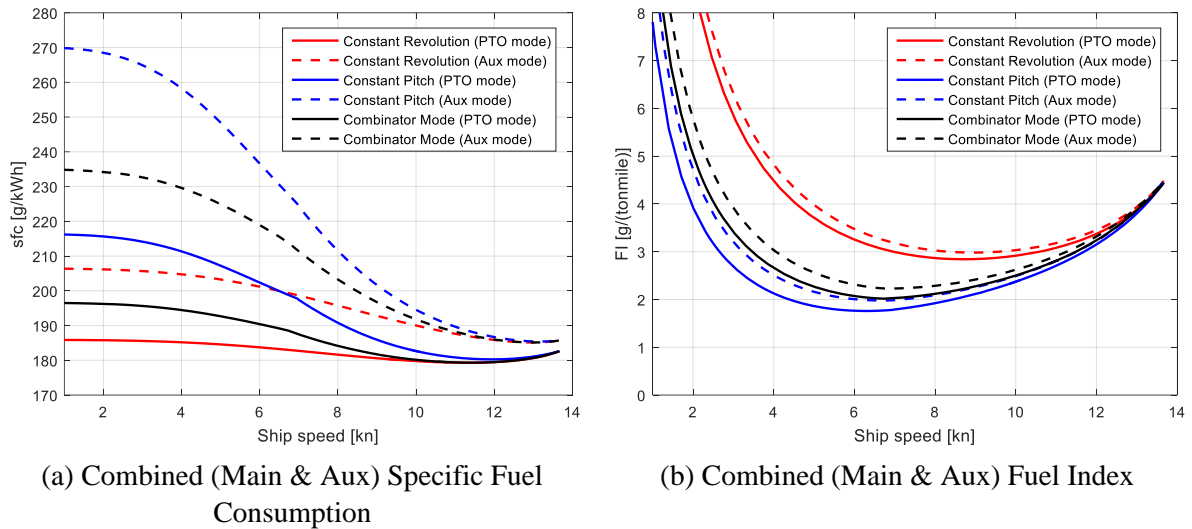 280
270
260
250
240
230
220
210
200
190
180
170
sfc [g/kWh]
2
4
6
8
10
12
14
Ship speed [kn]
Constant Revolution (PTO mode)
Constant Revolution (Aux mode)
Constant Pitch (PTO mode)
Constant Pitch (Aux mode)
Combinator Mode (PTO mode)
Combinator Mode (Aux mode)
(a) Combined (Main & Aux) Specific Fuel
Consumption
8
7
6
5
4
3
2
1
0
FI [g/(tonmile)]
2
4
6
8
10
12
14
Ship speed [kn]
Constant Revolution (PTO mode)
Constant Revolution (Aux mode)
Constant Pitch (PTO mode)
Constant Pitch (Aux mode)
Combinator Mode (PTO mode)
Combinator Mode (Aux mode)
(b) Combined (Main & Aux) Fuel Index